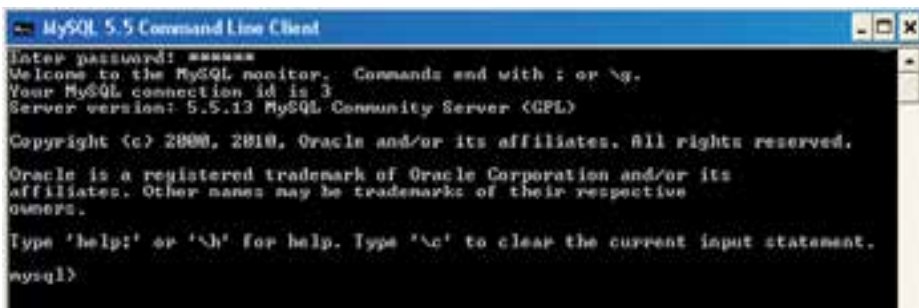 MySQL 5.5 Command Line Client
Enter password: ******
Welcome to the MySQL monitor.  Commands end with ; or \g.
Your MySQL connection id is 3
Server version: 5.5.13 MySQL Community Server (GPL)
Copyright (c) 2000, 2010, Oracle and/or its affiliates. All rights reserved.
Oracle is a registered trademark of Oracle Corporation and/or its
affiliates. Other names may be trademarks of their respective
owners.
Type 'help;' or '\h' for help. Type '\c' to clear the current input statement.
mysql>